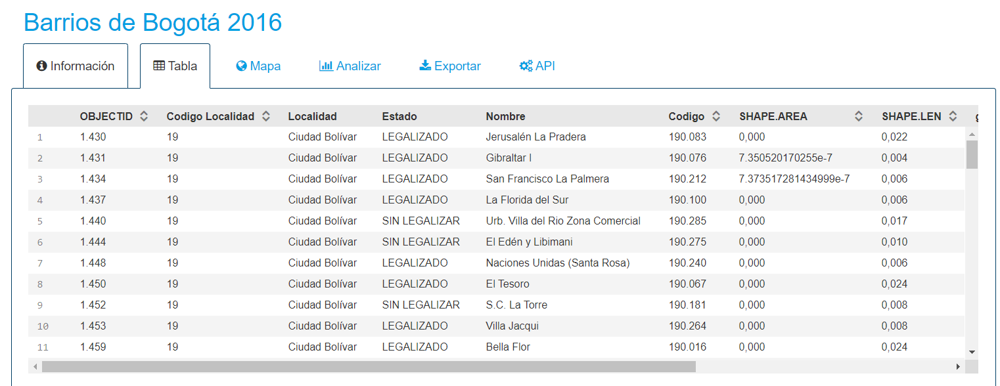 Barrios de Bogotá 2016
Información Tabla Mapa Analizar Exportar API
OBJECTID Codigo Localidad Localidad Estado Nombre Codigo SHAPE.AREA SHAPE.LEN
1 1.430 19 Ciudad Bolívar LEGALIZADO Jerusalén La Pradera 190.083 0,000 0,022
2 1.431 19 Ciudad Bolívar LEGALIZADO Gibraltar I 190.076 7.350520170255e-7 0,004
3 1.434 19 Ciudad Bolívar LEGALIZADO San Francisco La Palmera 190.212 7.373517281434999e-7 0,006
4 1.437 19 Ciudad Bolívar LEGALIZADO La Florida del Sur 190.100 0,000 0,006
5 1.440 19 Ciudad Bolívar SIN LEGALIZAR Urb. Villa del Rio Zona Comercial 190.285 0,000 0,017
6 1.444 19 Ciudad Bolívar SIN LEGALIZAR El Edén y Libimani 190.275 0,000 0,010
7 1.448 19 Ciudad Bolívar LEGALIZADO Naciones Unidas (Santa Rosa) 190.240 0,000 0,006
8 1.450 19 Ciudad Bolívar LEGALIZADO El Tesoro 190.067 0,000 0,024
9 1.452 19 Ciudad Bolívar SIN LEGALIZAR S.C. La Torre 190.181 0,000 0,008
10 1.453 19 Ciudad Bolívar LEGALIZADO Villa Jacqui 190.264 0,000 0,008
11 1.459 19 Ciudad Bolívar LEGALIZADO Bella Flor 190.016 0,000 0,024